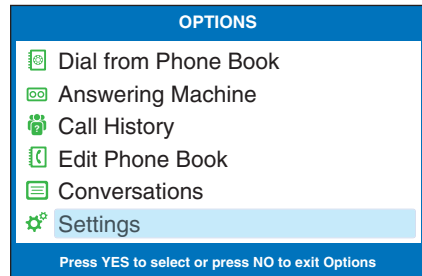 OPTIONS
Dial from Phone Book
Answering Machine
Call History
Edit Phone Book
Conversations
Settings
Press YES to select or press NO to exit Options